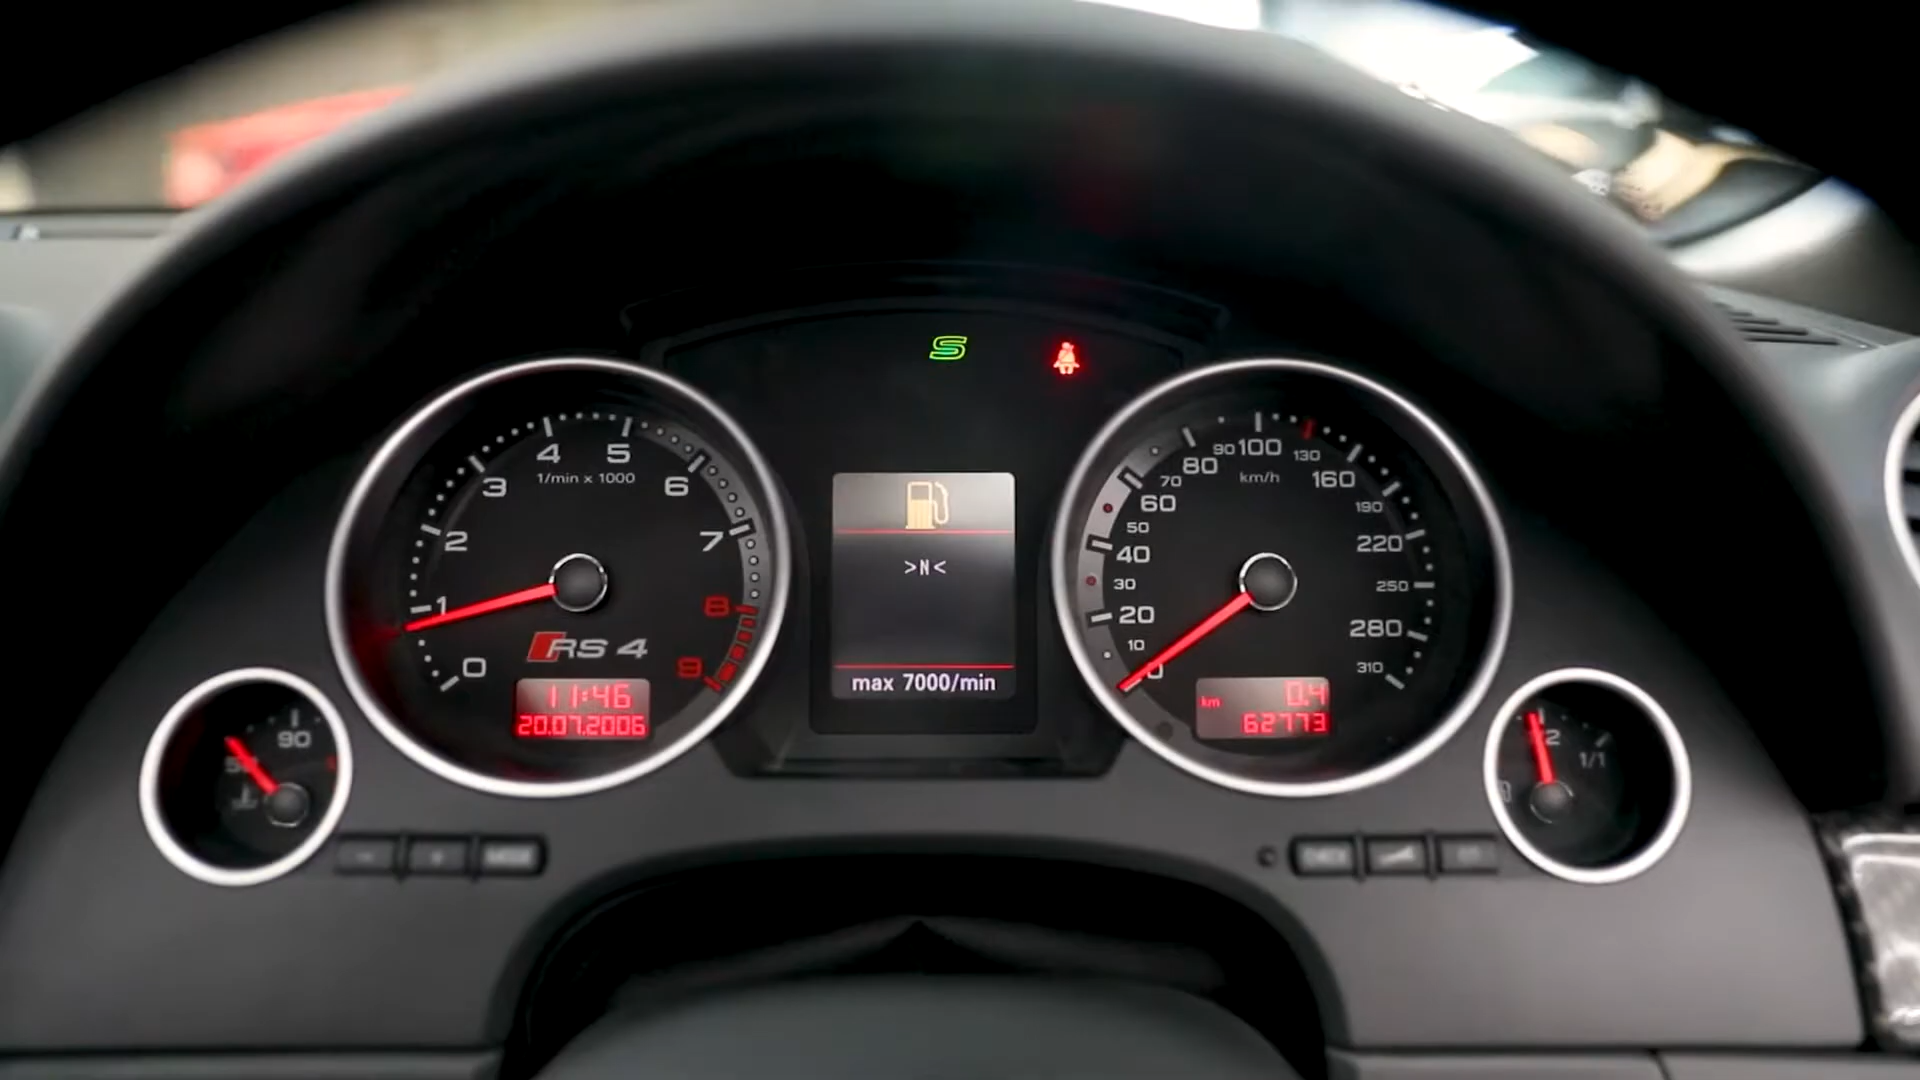 S
4 5
1/min x 1000
3 6
2 7
1 8
0 9
RS 4
11:46
20.07.2006
>N<
max 7000/min
90 100 130
80 km/h 160
70
60 190
50
40 220
30 250
20 280
10
0 310
km 0.4
62773
90
1/1